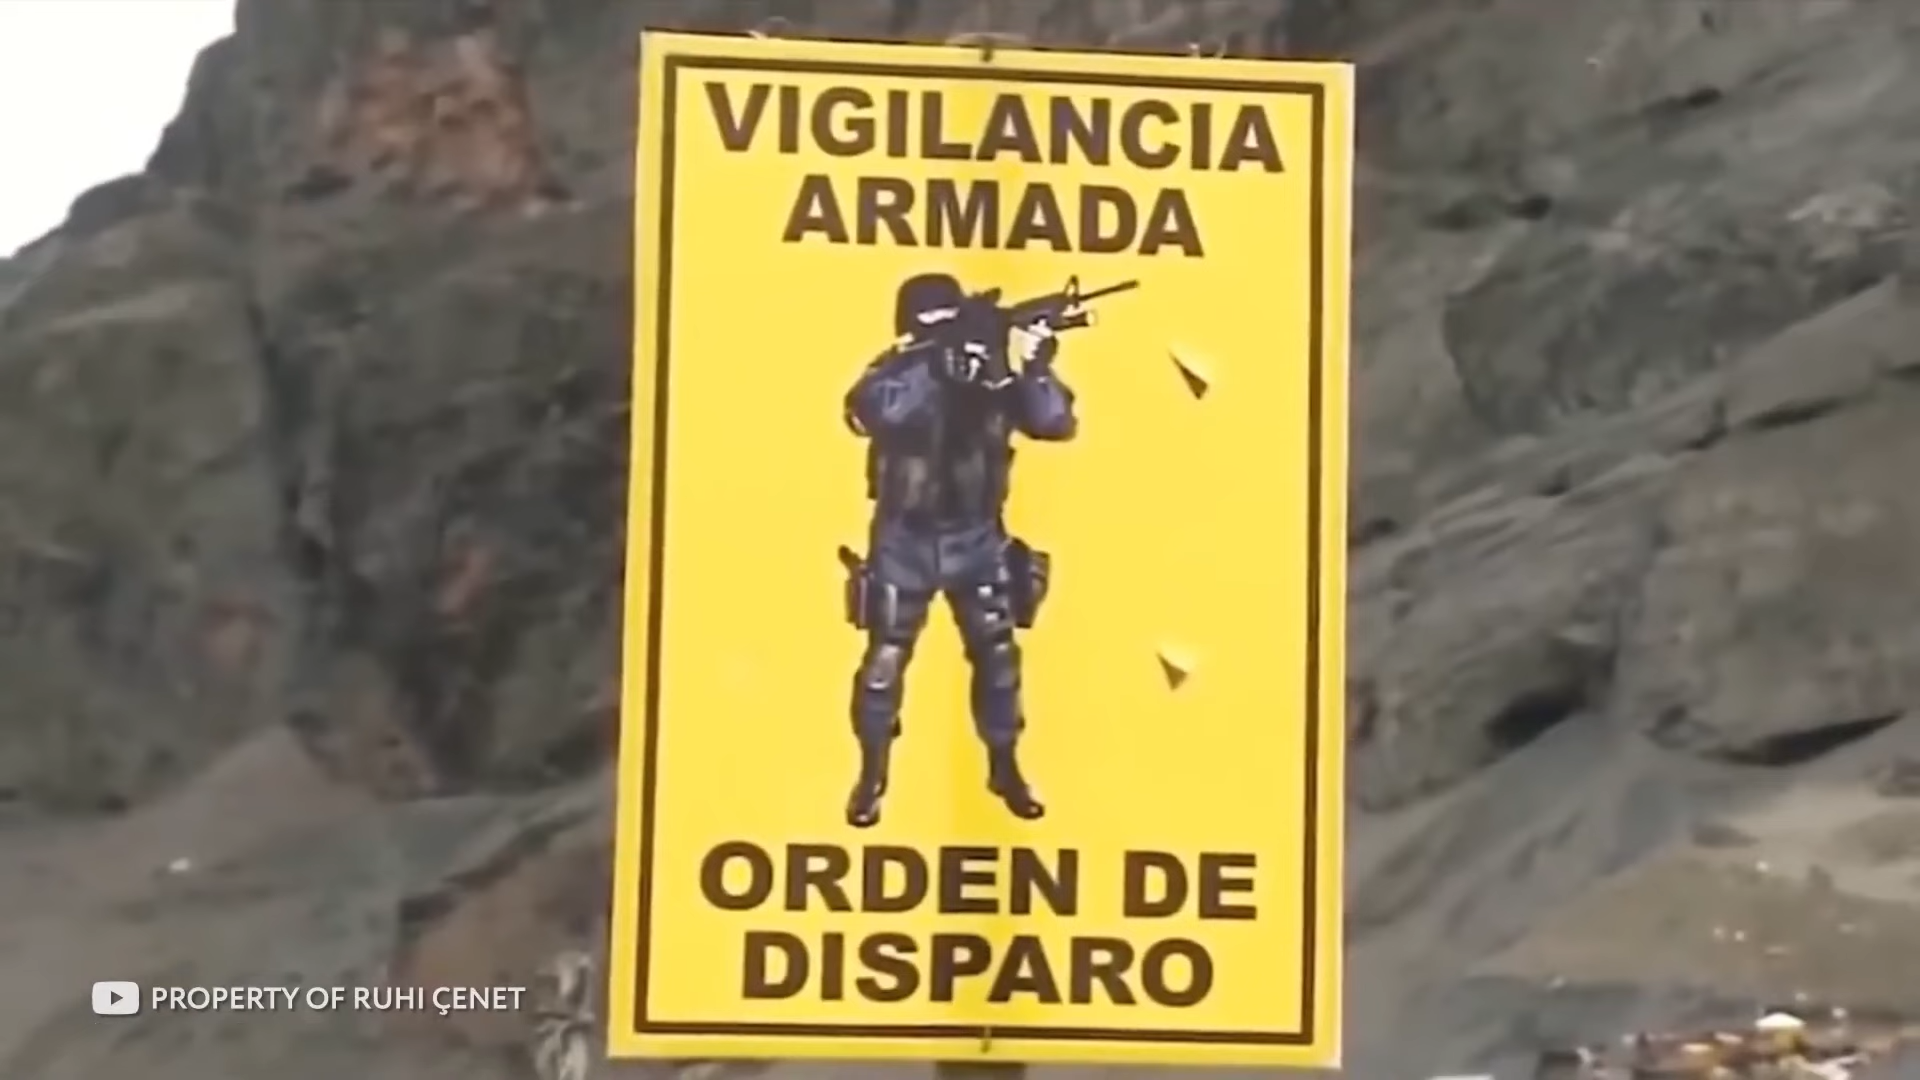 VIGILANCIA
ARMADA
ORDEN DE
DISPARO
PROPERTY OF RUHI ÇENET